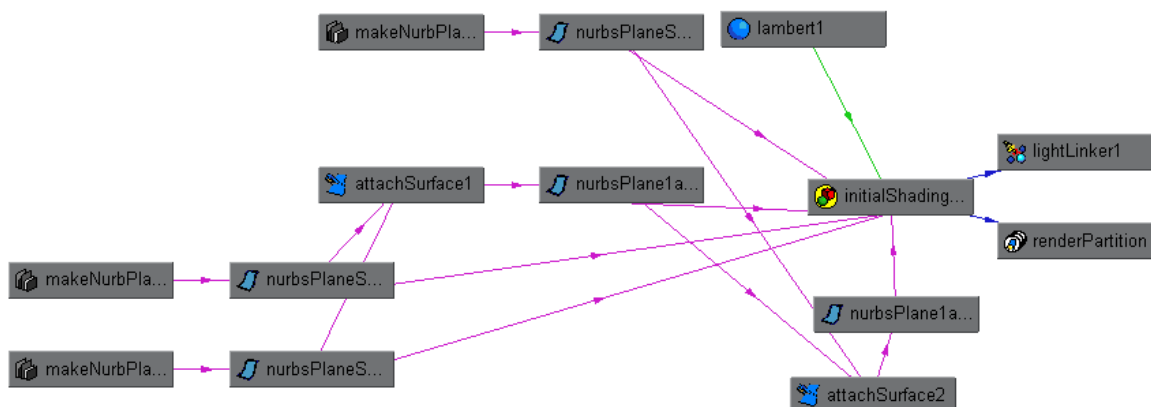 makeNurbPla...
nurbsPlaneS...
lambert1
lightLinker1
attachSurface1
nurbsPlane1a...
initialShading...
renderPartition
makeNurbPla...
nurbsPlaneS...
nurbsPlane1a...
makeNurbPla...
nurbsPlaneS...
attachSurface2